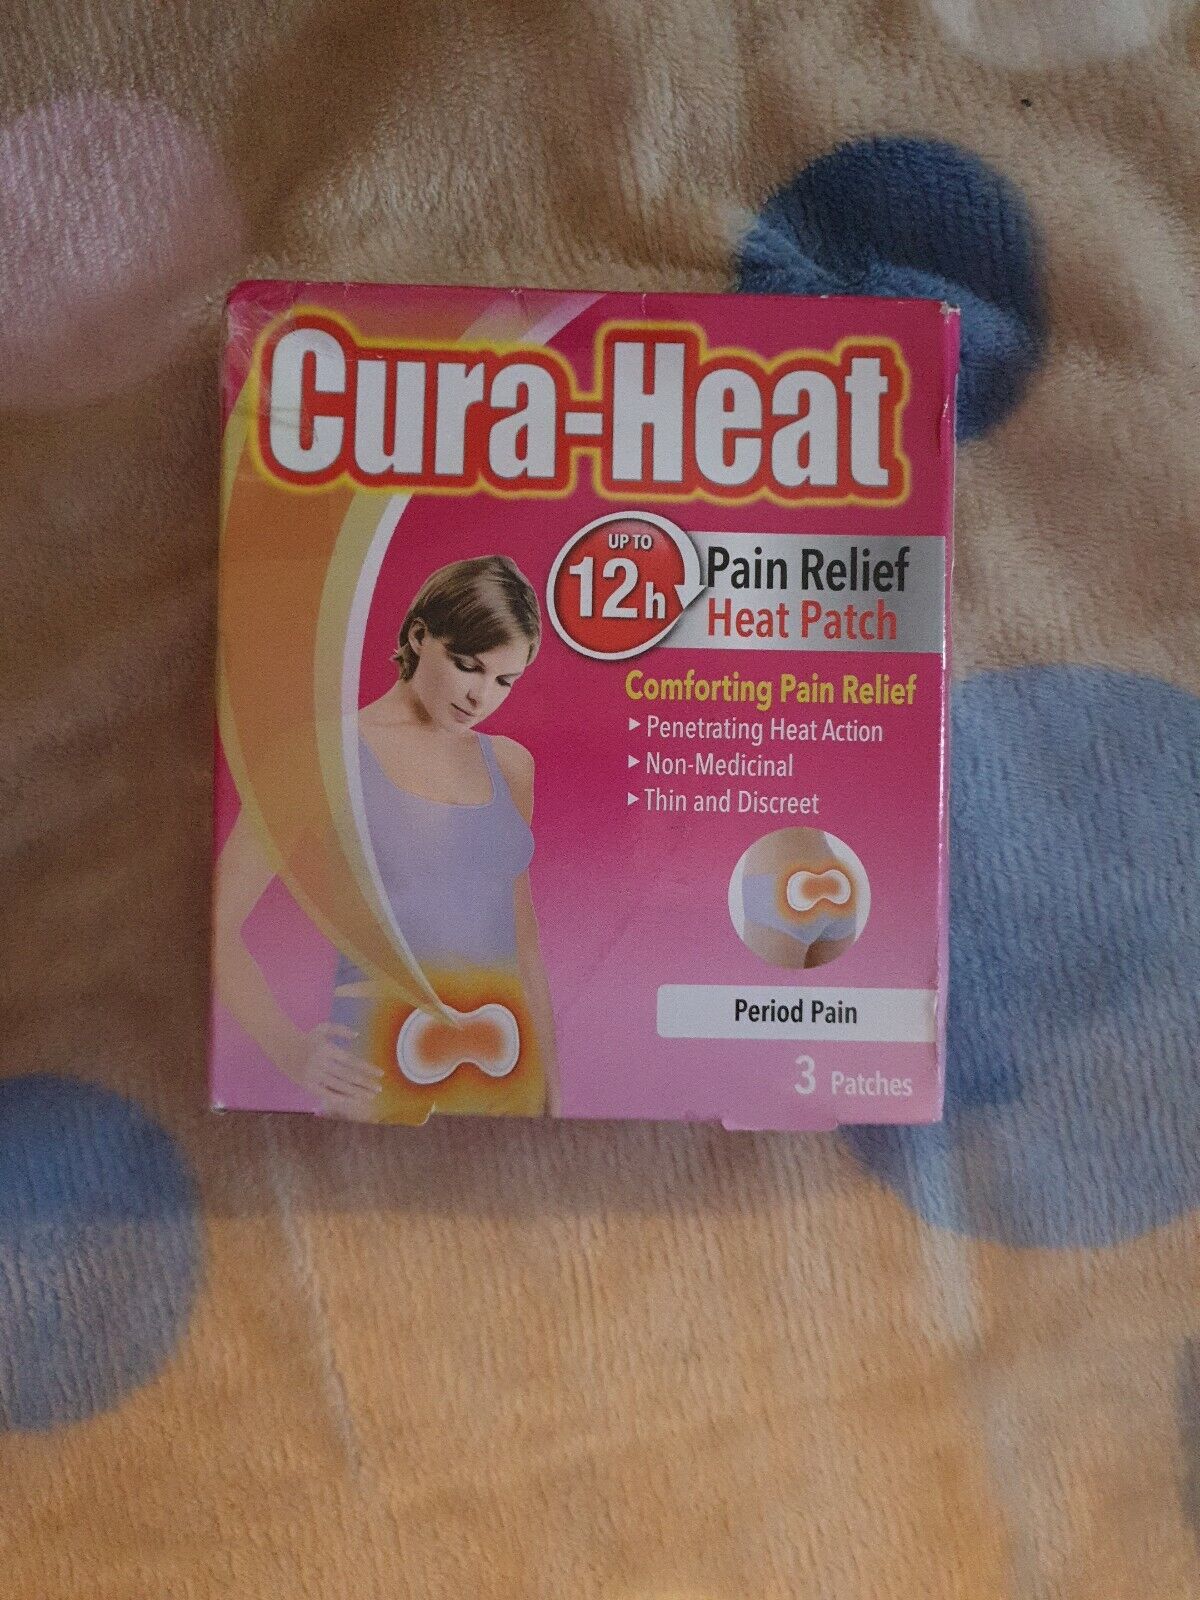 Cura-Heat
UP TO
12h
Pain Relief
Heat Patch
Comforting Pain Relief
Penetrating Heat Action
Non-Medicinal
Thin and Discreet
Period Pain
3 Patches